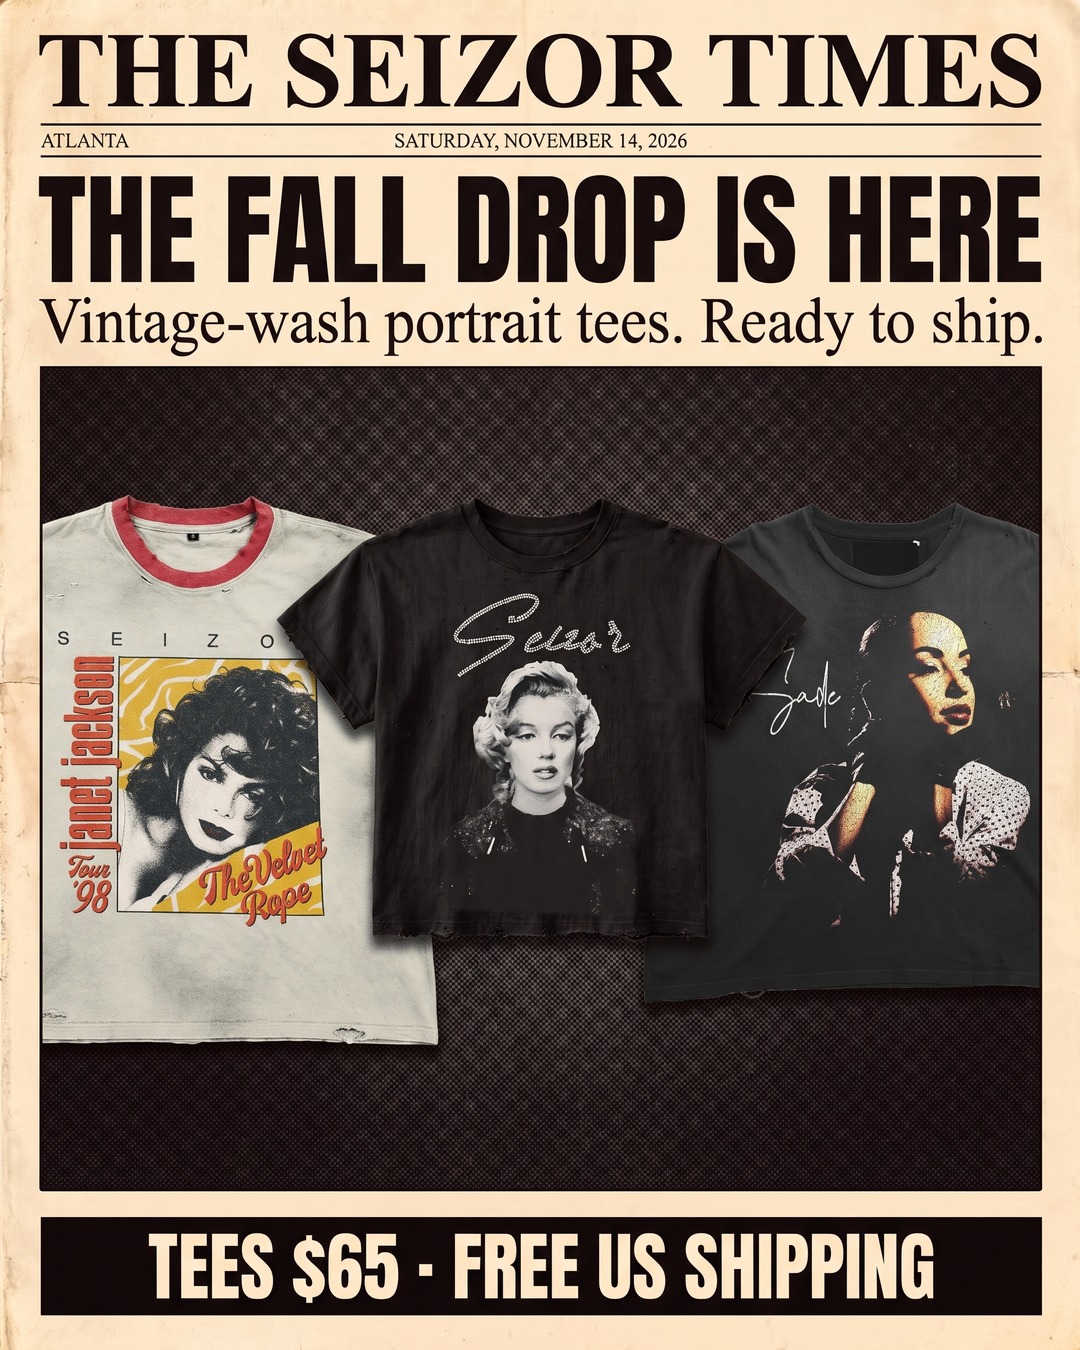 THE SEIZOR TIMES
ATLANTA
SATURDAY, NOVEMBER 14, 2026
THE FALL DROP IS HERE
Vintage-wash portrait tees. Ready to ship.
SEIZO
janet jackson
Tour
'98
The Velvet
Rope
Seizor
Sade
TEES $65 · FREE US SHIPPING